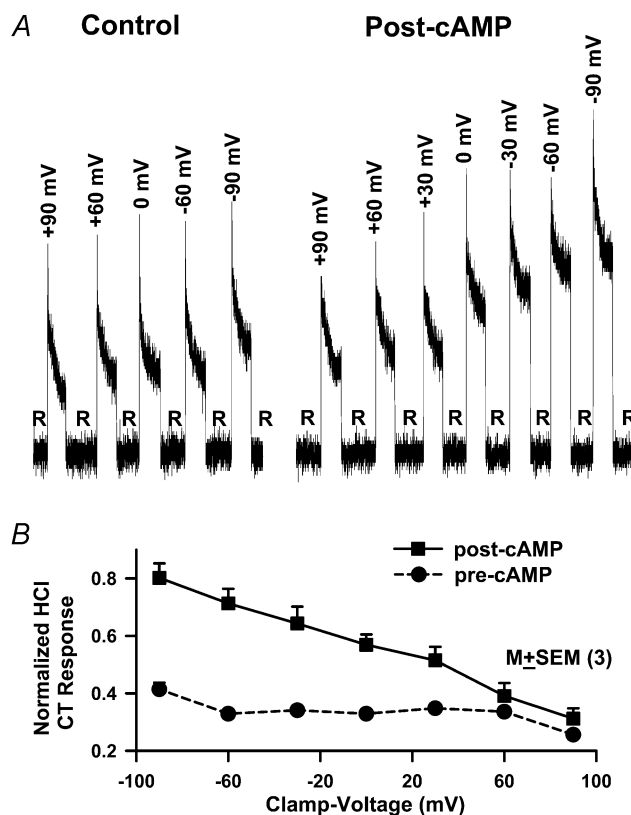 A
Control
Post-cAMP
+90 mV
+60 mV
0 mV
-60 mV
-90 mV
+90 mV
+60 mV
+30 mV
0 mV
-30 mV
-60 mV
-90 mV
R R R R R R
R R R R R R R R
B
post-cAMP
pre-cAMP
M±SEM (3)
Normalized HCl
CT Response
0.8
0.6
0.4
0.2
-100 -60 -20 20 60 100
Clamp-Voltage (mV)